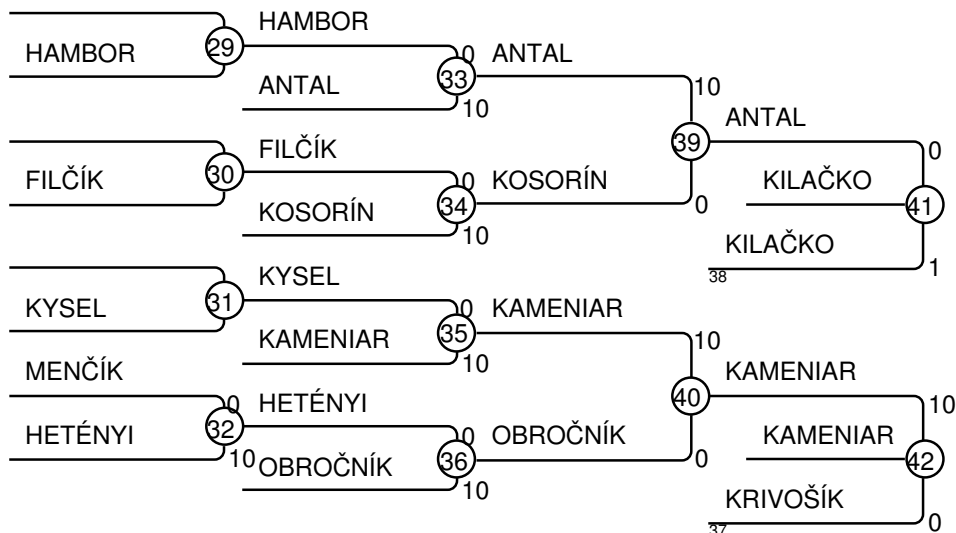 HAMBOR
29
HAMBOR
0
33
ANTAL
10
ANTAL
10
39
ANTAL
0
FILČÍK
30
FILČÍK
0
34
KOSORÍN
10
KOSORÍN
0
KILAČKO
41
KILAČKO
38
1
KYSEL
31
KYSEL
0
35
KAMENIAR
10
KAMENIAR
10
40
KAMENIAR
10
MENČÍK
0
32
HETÉNYI
10
HETÉNYI
0
36
OBROČNÍK
10
OBROČNÍK
0
KAMENIAR
42
KRIVOŠÍK
37
0